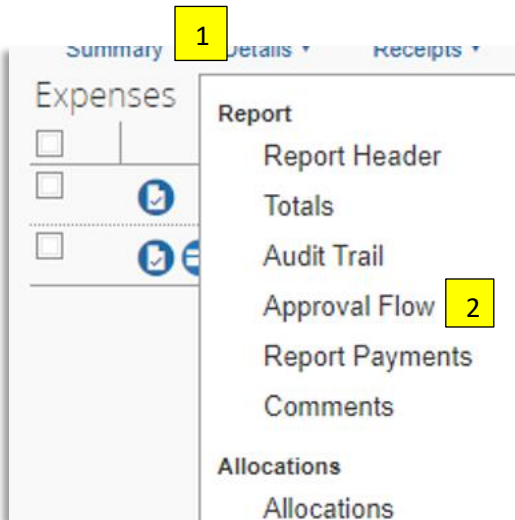 Summary 1 Details Receipts
Expenses
Report
Report Header
Totals
Audit Trail
Approval Flow 2
Report Payments
Comments
Allocations
Allocations